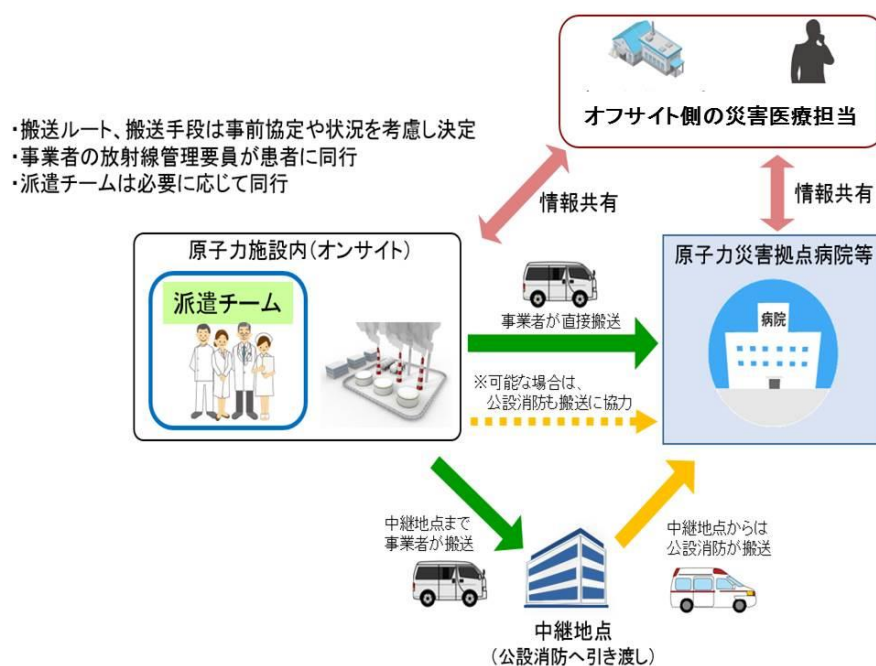 オフサイト側の災害医療担当
・搬送ルート、搬送手段は事前協定や状況を考慮し決定
・事業者の放射線管理要員が患者に同行
・派遣チームは必要に応じて同行
情報共有
情報共有
原子力施設内(オンサイト)
派遣チーム
原子力災害拠点病院等
病院
事業者が直接搬送
※可能な場合は、
公設消防も搬送に協力
中継地点まで
事業者が搬送
中継地点からは
公設消防が搬送
中継地点
(公設消防へ引き渡し)